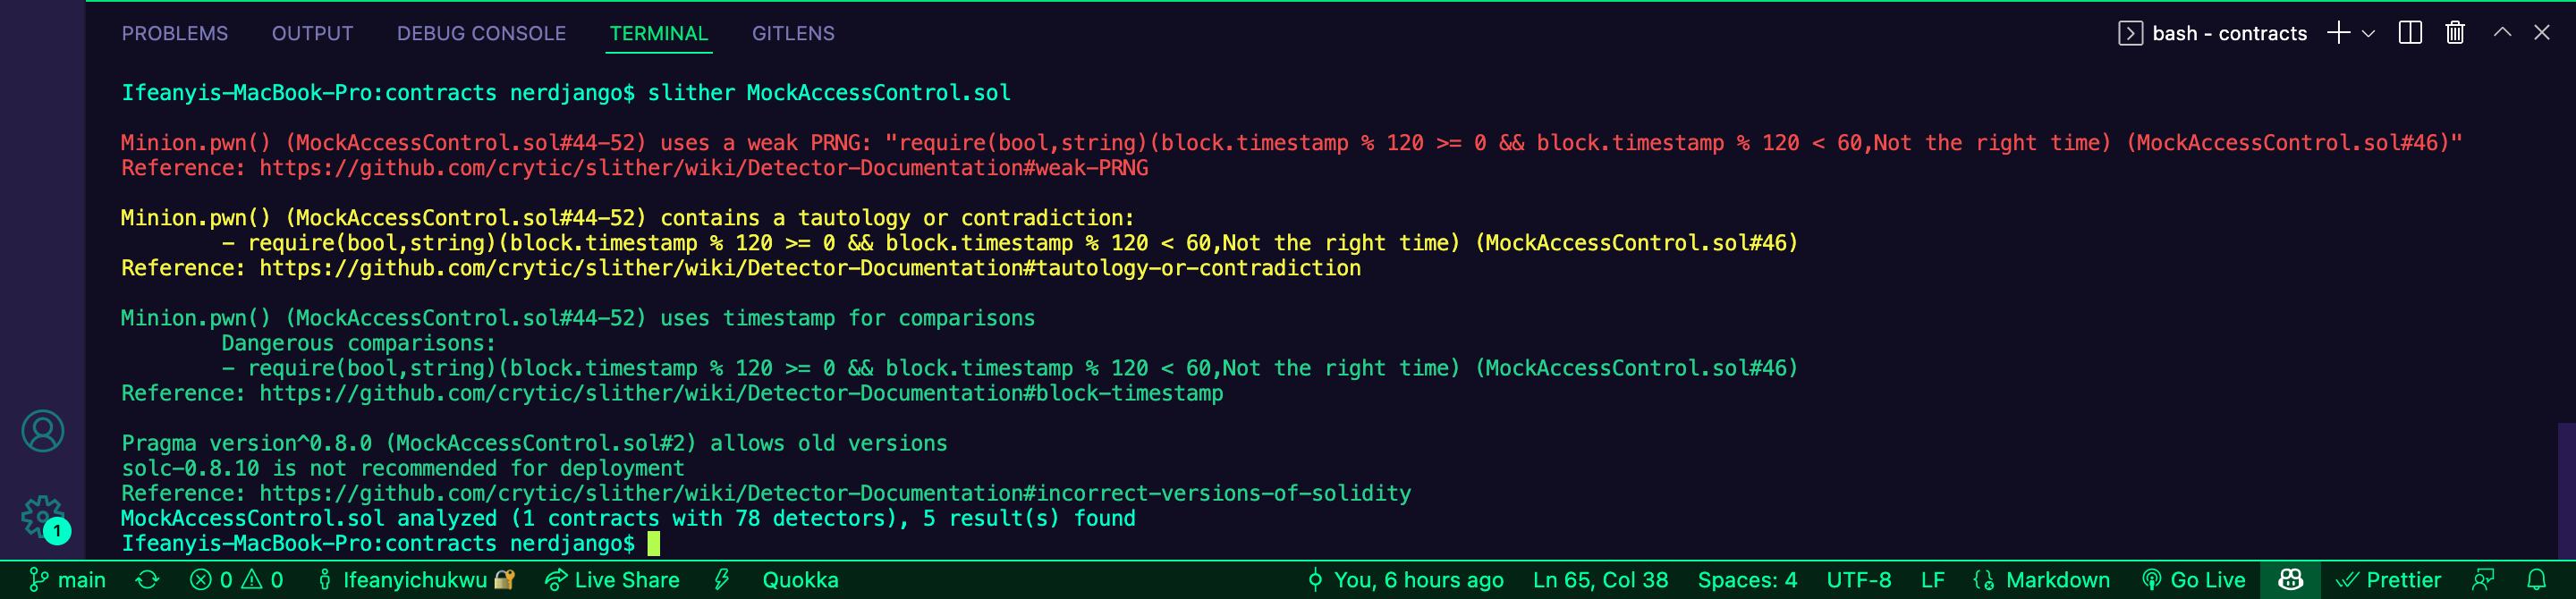 PROBLEMS OUTPUT DEBUG CONSOLE TERMINAL GITLENS bash - contracts
Ifeanyis-MacBook-Pro:contracts nerdjango$ slither MockAccessControl.sol
Minion.pwn() (MockAccessControl.sol#44-52) uses a weak PRNG: "require(bool,string)(block.timestamp % 120 >= 0 && block.timestamp % 120 < 60,Not the right time) (MockAccessControl.sol#46)"
Reference: https://github.com/crytic/slither/wiki/Detector-Documentation#weak-PRNG
Minion.pwn() (MockAccessControl.sol#44-52) contains a tautology or contradiction:
- require(bool,string)(block.timestamp % 120 >= 0 && block.timestamp % 120 < 60,Not the right time) (MockAccessControl.sol#46)
Reference: https://github.com/crytic/slither/wiki/Detector-Documentation#tautology-or-contradiction
Minion.pwn() (MockAccessControl.sol#44-52) uses timestamp for comparisons
Dangerous comparisons:
- require(bool,string)(block.timestamp % 120 >= 0 && block.timestamp % 120 < 60,Not the right time) (MockAccessControl.sol#46)
Reference: https://github.com/crytic/slither/wiki/Detector-Documentation#block-timestamp
Pragma version^0.8.0 (MockAccessControl.sol#2) allows old versions
solc-0.8.10 is not recommended for deployment
Reference: https://github.com/crytic/slither/wiki/Detector-Documentation#incorrect-versions-of-solidity
MockAccessControl.sol analyzed (1 contracts with 78 detectors), 5 result(s) found
Ifeanyis-MacBook-Pro:contracts nerdjango$
1
main 0 0 Ifeanyichukwu Live Share Quokka You, 6 hours ago Ln 65, Col 38 Spaces: 4 UTF-8 LF Markdown Go Live Prettier